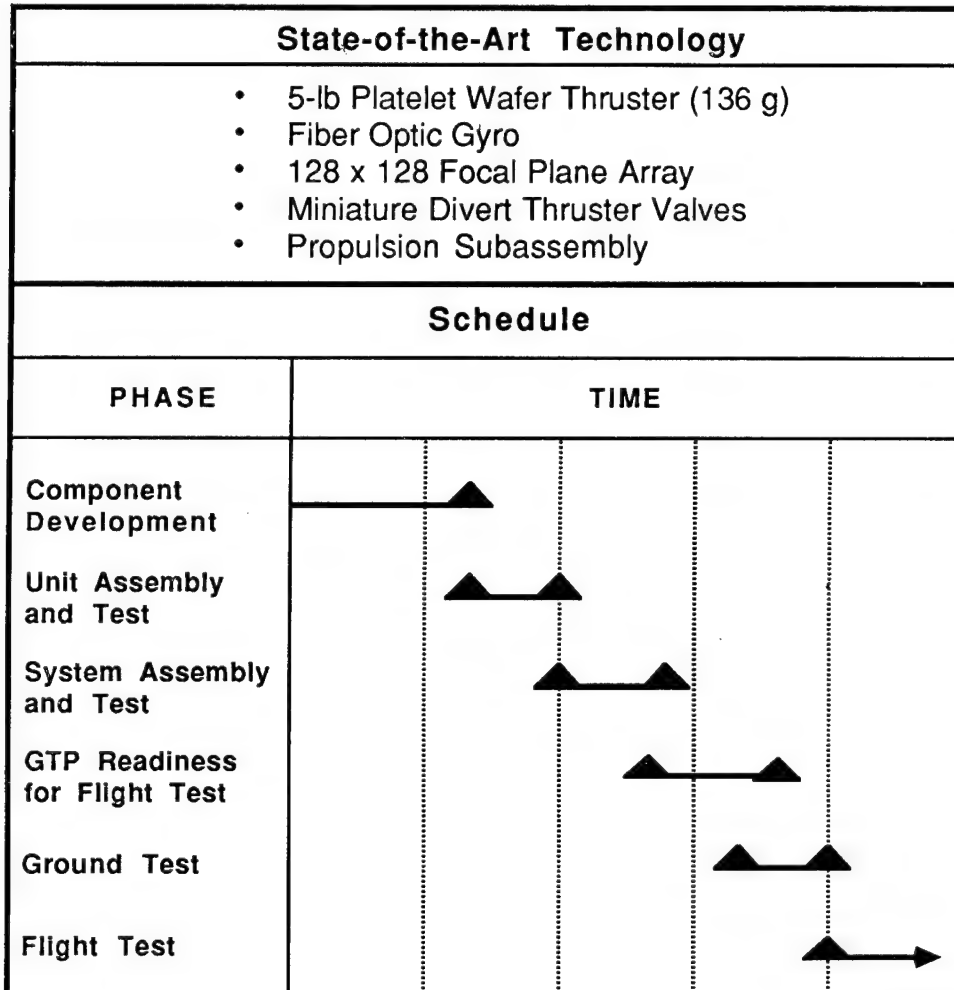 State-of-the-Art Technology
• 5-lb Platelet Wafer Thruster (136 g)
• Fiber Optic Gyro
• 128 x 128 Focal Plane Array
• Miniature Divert Thruster Valves
• Propulsion Subassembly
Schedule
PHASE TIME
Component
Development
Unit Assembly
and Test
System Assembly
and Test
GTP Readiness
for Flight Test
Ground Test
Flight Test